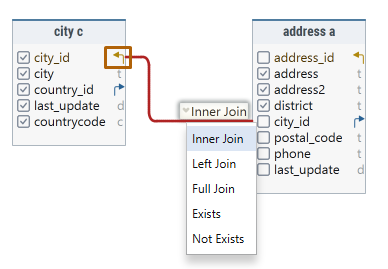 city c
city_id
city t
country_id
last_update d
countrycode c
address a
address_id
address t
address2 t
district t
city_id
postal_code t
phone t
last_update d
Inner Join
Inner Join
Left Join
Full Join
Exists
Not Exists